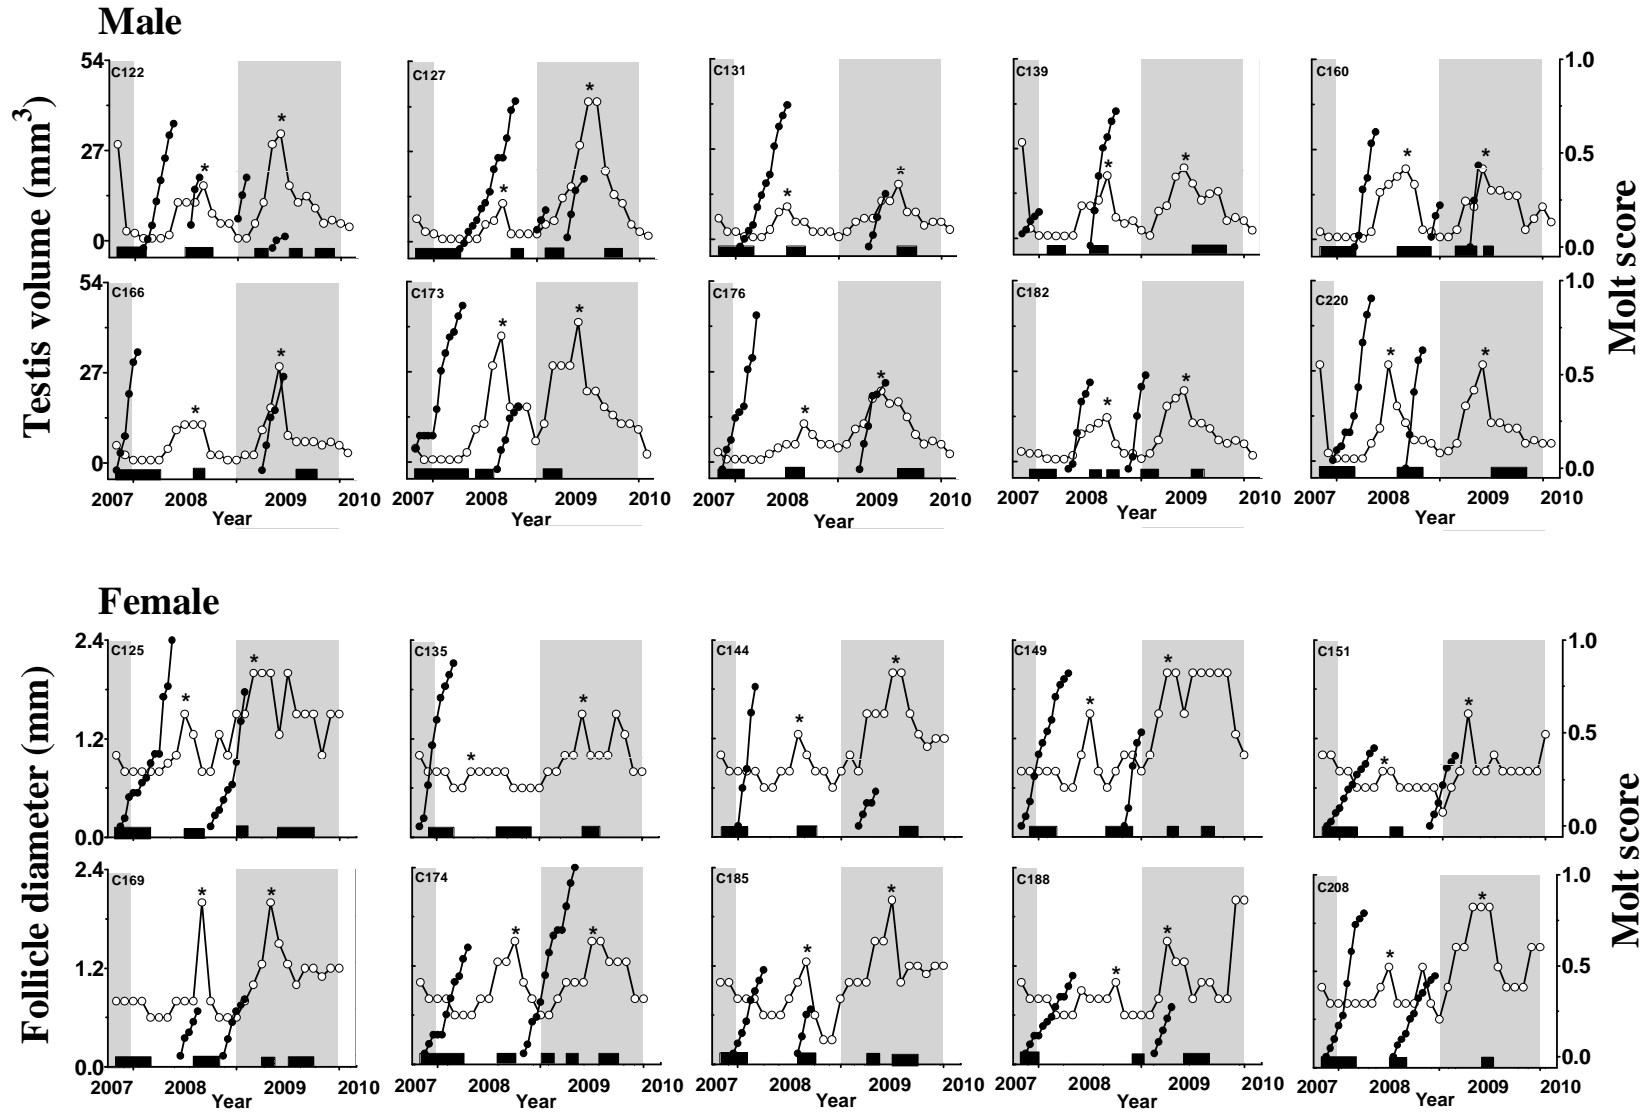 Male
54
27
0
Testis volume (mm3)
C122
*
*
C127
*
*
C131
*
*
C139
*
*
C160
*
*
1.0
0.5
0.0
Molt score
54
27
0
C166
*
*
C173
*
*
C176
*
*
C182
*
*
C220
*
*
1.0
0.5
0.0
2007 2008 2009 2010
Year
2007 2008 2009 2010
Year
2007 2008 2009 2010
Year
2007 2008 2009 2010
Year
2007 2008 2009 2010
Year
Female
2.4
1.2
0.0
Follicle diameter (mm)
C125
*
*
C135
*
*
C144
*
*
C149
*
*
C151
*
*
1.0
0.5
0.0
Molt score
2.4
1.2
0.0
C169
*
*
C174
*
*
C185
*
*
C188
*
*
C208
*
*
1.0
0.5
0.0
2007 2008 2009 2010
Year
2007 2008 2009 2010
Year
2007 2008 2009 2010
Year
2007 2008 2009 2010
Year
2007 2008 2009 2010
Year